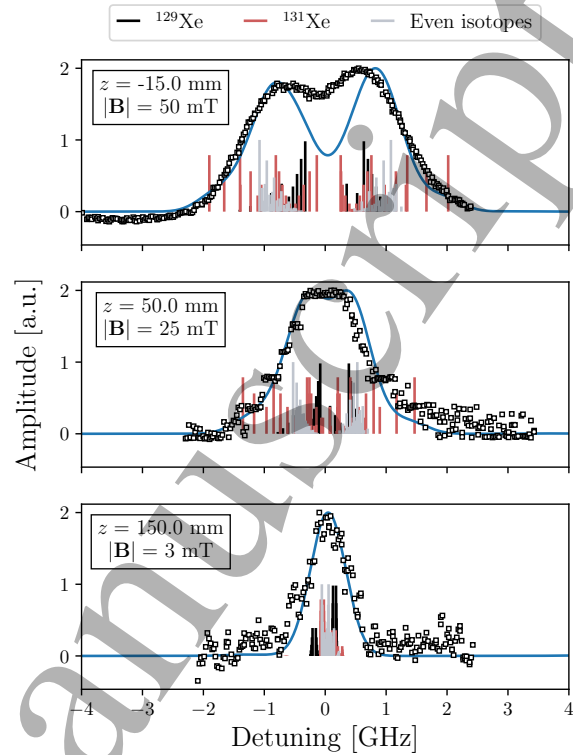 ¹²⁹Xe ¹³¹Xe Even isotopes
z = -15.0 mm
|B| = 50 mT
2
1
0
z = 50.0 mm
|B| = 25 mT
2
1
0
Amplitude [a.u.]
z = 150.0 mm
|B| = 3 mT
2
1
0
−4 −3 −2 −1 0 1 2 3 4
Detuning [GHz]
anuscript